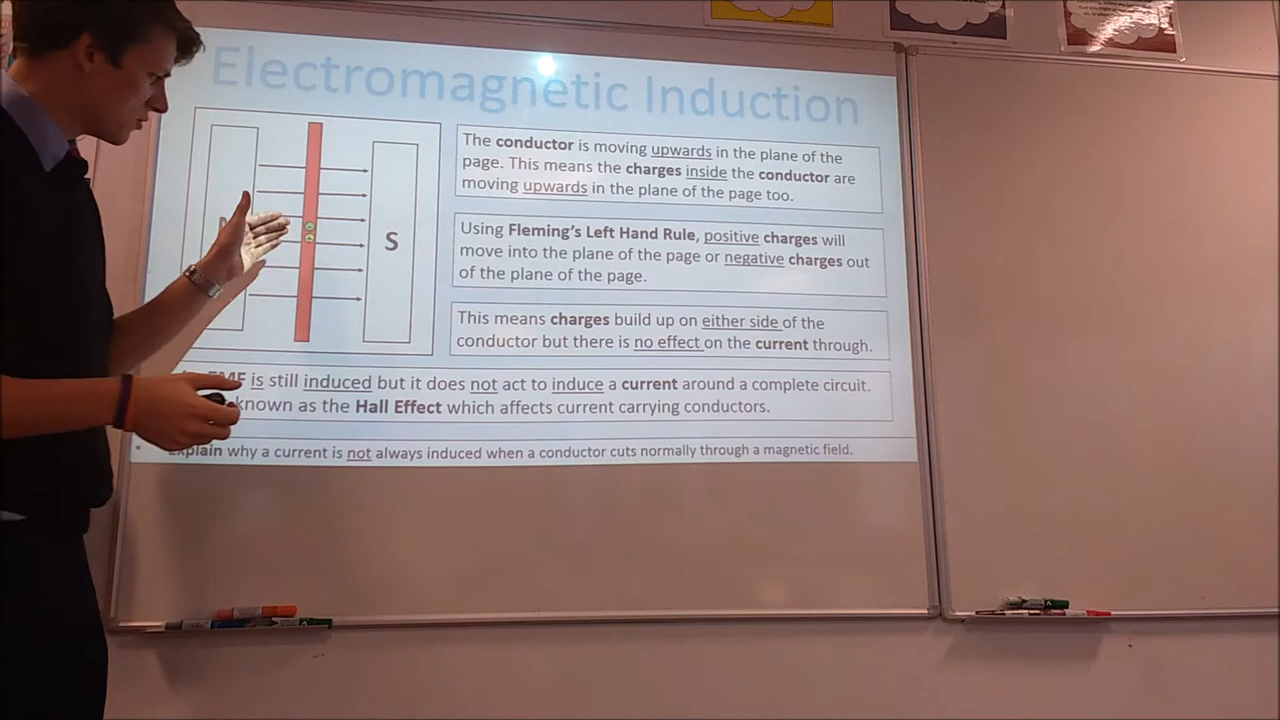 Electromagnetic Induction
S
The conductor is moving upwards in the plane of the
page. This means the charges inside the conductor are
moving upwards in the plane of the page too.
Using Fleming's Left Hand Rule, positive charges will
move into the plane of the page or negative charges out
of the plane of the page.
This means charges build up on either side of the
conductor but there is no effect on the current through.
EMF is still induced but it does not act to induce a current around a complete circuit.
known as the Hall Effect which affects current carrying conductors.
Explain why a current is not always induced when a conductor cuts normally through a magnetic field.